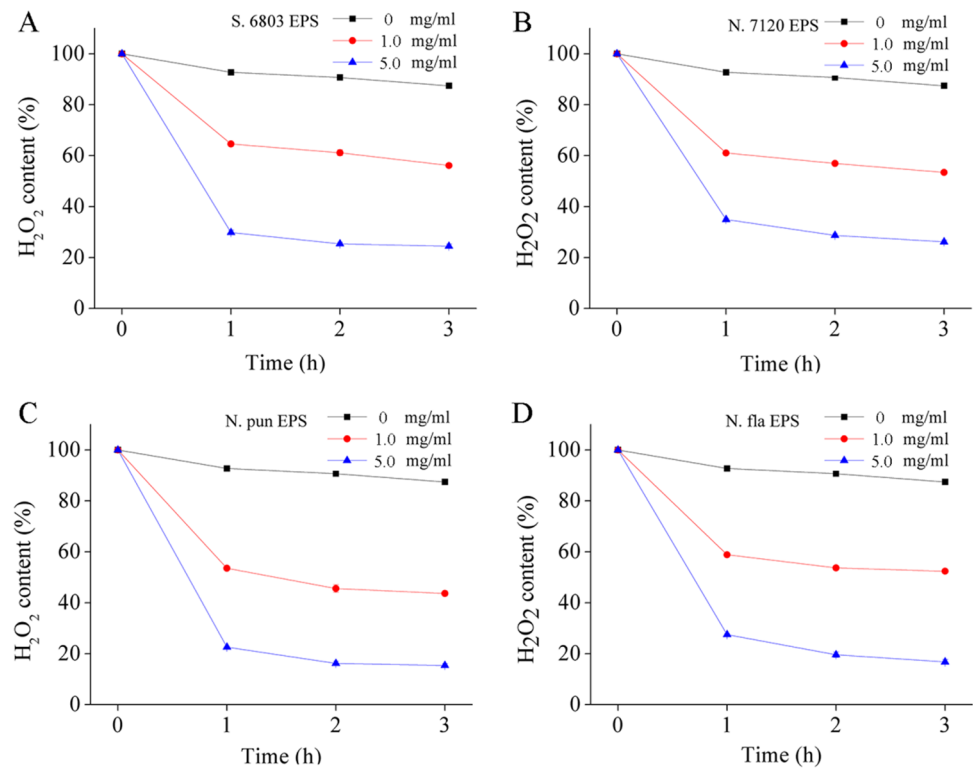 A
S. 6803 EPS
0 mg/ml
1.0 mg/ml
5.0 mg/ml
H₂O₂ content (%)
100
80
60
40
20
0
0 1 2 3
Time (h)
B
N. 7120 EPS
0 mg/ml
1.0 mg/ml
5.0 mg/ml
H₂O₂ content (%)
100
80
60
40
20
0
0 1 2 3
Time (h)
C
N. pun EPS
0 mg/ml
1.0 mg/ml
5.0 mg/ml
H₂O₂ content (%)
100
80
60
40
20
0
0 1 2 3
Time (h)
D
N. fla EPS
0 mg/ml
1.0 mg/ml
5.0 mg/ml
H₂O₂ content (%)
100
80
60
40
20
0
0 1 2 3
Time (h)